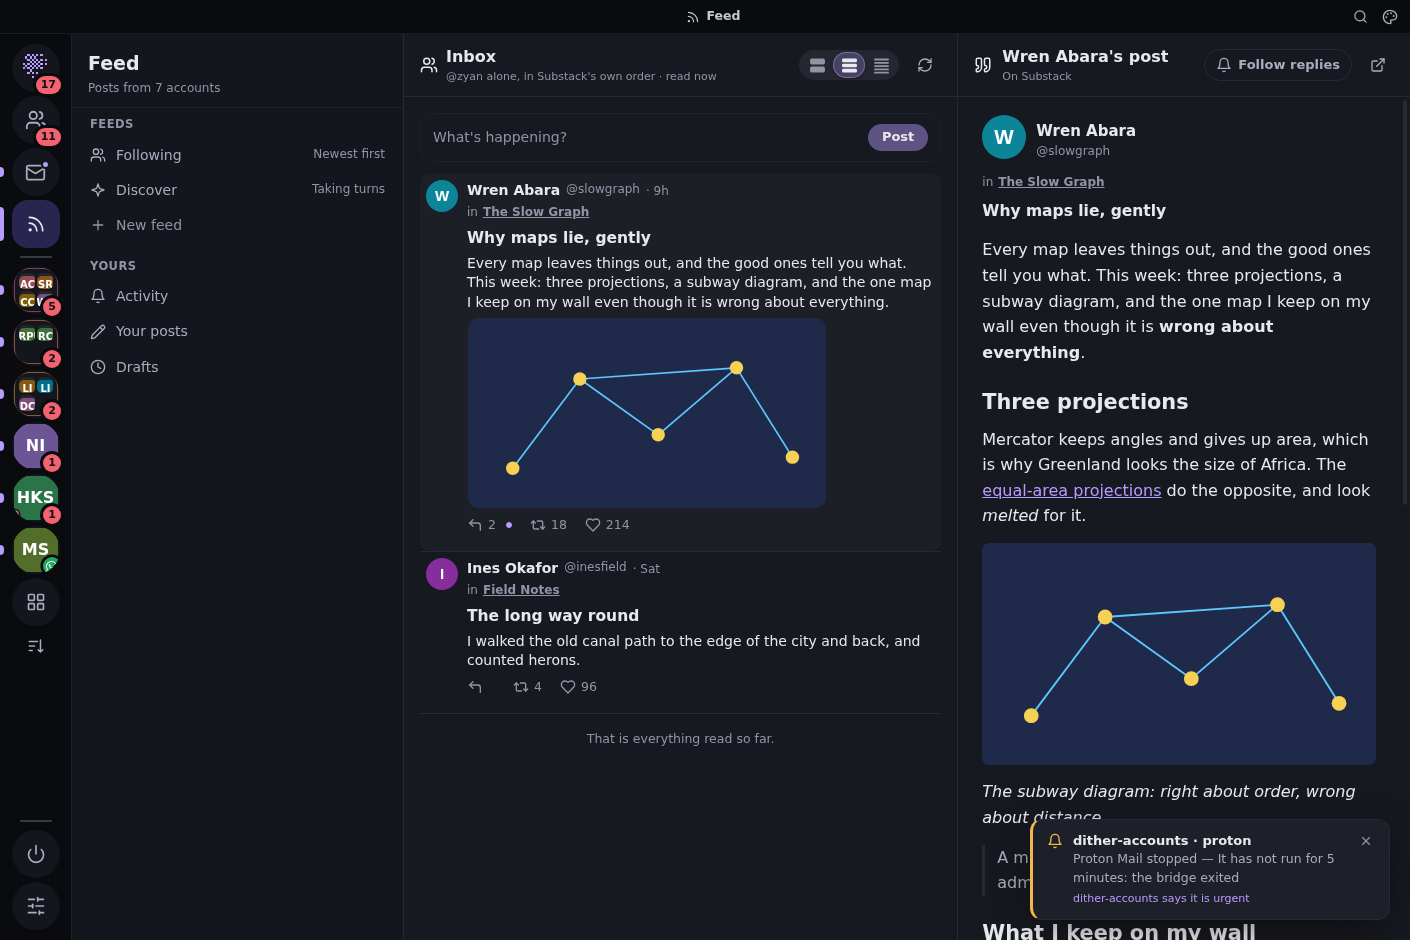 Feed
17
11
5
2
2
1
1
AC SR
CC
RP RC
LI LI
DC
NI
HKS
MS
Feed
Posts from 7 accounts
FEEDS
Following Newest first
Discover Taking turns
New feed
YOURS
Activity
Your posts
Drafts
Inbox
@zyan alone, in Substack's own order · read now
What's happening? Post
W
Wren Abara @slowgraph · 9h
in The Slow Graph
Why maps lie, gently
Every map leaves things out, and the good ones tell you what.
This week: three projections, a subway diagram, and the one map
I keep on my wall even though it is wrong about everything.
2 18 214
I
Ines Okafor @inesfield · Sat
in Field Notes
The long way round
I walked the old canal path to the edge of the city and back, and
counted herons.
4 96
That is everything read so far.
Wren Abara's post
On Substack
Follow replies
W
Wren Abara
@slowgraph
in The Slow Graph
Why maps lie, gently
Every map leaves things out, and the good ones
tell you what. This week: three projections, a
subway diagram, and the one map I keep on my
wall even though it is wrong about
everything.
Three projections
Mercator keeps angles and gives up area, which
is why Greenland looks the size of Africa. The
equal-area projections do the opposite, and look
melted for it.
The subway diagram: right about order, wrong
about distance
A m
adm
What I keep on my wall
dither-accounts · proton
Proton Mail stopped — It has not run for 5
minutes: the bridge exited
dither-accounts says it is urgent